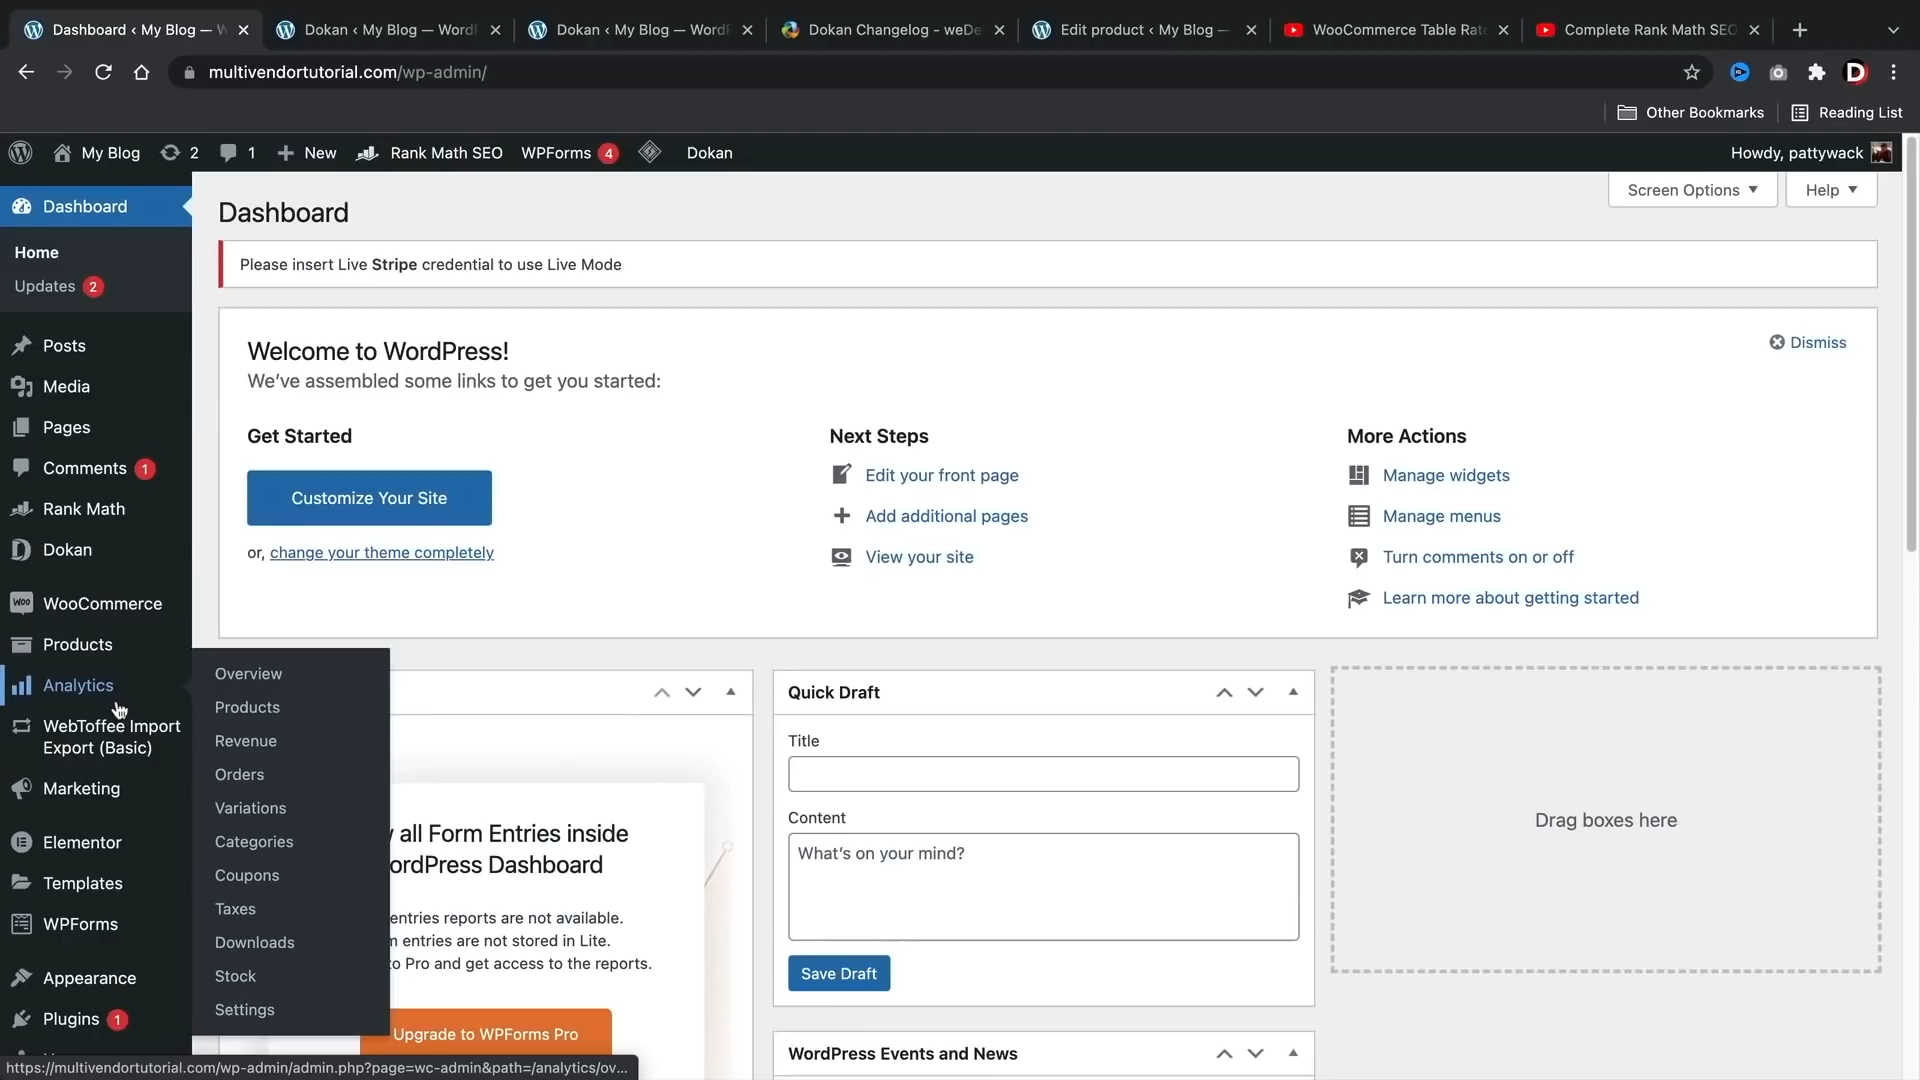 Dashboard ‹ My Blog — W
Dokan ‹ My Blog — WordP
Dokan ‹ My Blog — WordP
Dokan Changelog - weDe
Edit product ‹ My Blog —
WooCommerce Table Rate
Complete Rank Math SEO
multivendortutorial.com/wp-admin/
Other Bookmarks
Reading List
My Blog
2
1
New
Rank Math SEO
WPForms 4
Dokan
Howdy, pattywack
Dashboard
Home
Updates 2
Posts
Media
Pages
Comments 1
Rank Math
Dokan
WooCommerce
Products
Analytics
WebToffee Import
Export (Basic)
Marketing
Elementor
Templates
WPForms
Appearance
Plugins 1
Overview
Products
Revenue
Orders
Variations
Categories
Coupons
Taxes
Downloads
Stock
Settings
Screen Options
Help
Dashboard
Please insert Live Stripe credential to use Live Mode
Welcome to WordPress!
We've assembled some links to get you started:
Dismiss
Get Started
Customize Your Site
or, change your theme completely
Next Steps
Edit your front page
Add additional pages
View your site
More Actions
Manage widgets
Manage menus
Turn comments on or off
Learn more about getting started
all Form Entries inside
ordPress Dashboard
entries reports are not available.
entries are not stored in Lite.
o Pro and get access to the reports.
Upgrade to WPForms Pro
Quick Draft
Title
Content
What's on your mind?
Save Draft
WordPress Events and News
Drag boxes here
https://multivendortutorial.com/wp-admin/admin.php?page=wc-admin&path=/analytics/ov...